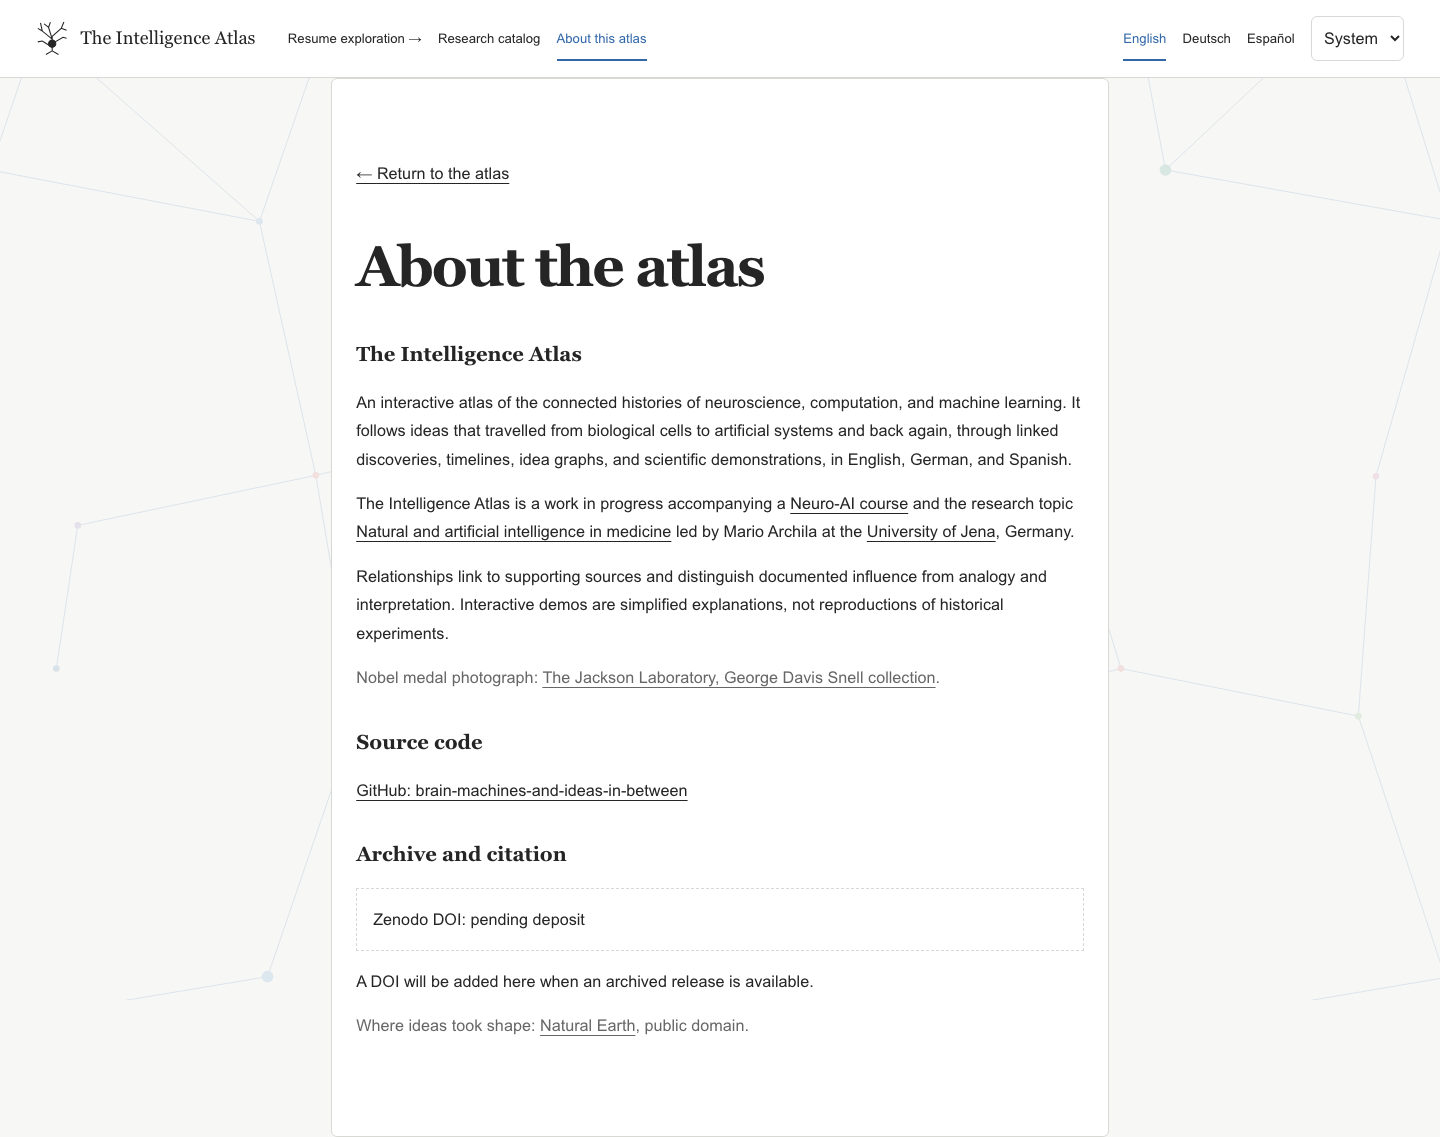 The Intelligence Atlas
Resume exploration →
Research catalog
About this atlas
English
Deutsch
Español
System
← Return to the atlas
About the atlas
The Intelligence Atlas
An interactive atlas of the connected histories of neuroscience, computation, and machine learning. It
follows ideas that travelled from biological cells to artificial systems and back again, through linked
discoveries, timelines, idea graphs, and scientific demonstrations, in English, German, and Spanish.
The Intelligence Atlas is a work in progress accompanying a Neuro-AI course and the research topic
Natural and artificial intelligence in medicine led by Mario Archila at the University of Jena, Germany.
Relationships link to supporting sources and distinguish documented influence from analogy and
interpretation. Interactive demos are simplified explanations, not reproductions of historical
experiments.
Nobel medal photograph: The Jackson Laboratory, George Davis Snell collection.
Source code
GitHub: brain-machines-and-ideas-in-between
Archive and citation
Zenodo DOI: pending deposit
A DOI will be added here when an archived release is available.
Where ideas took shape: Natural Earth, public domain.